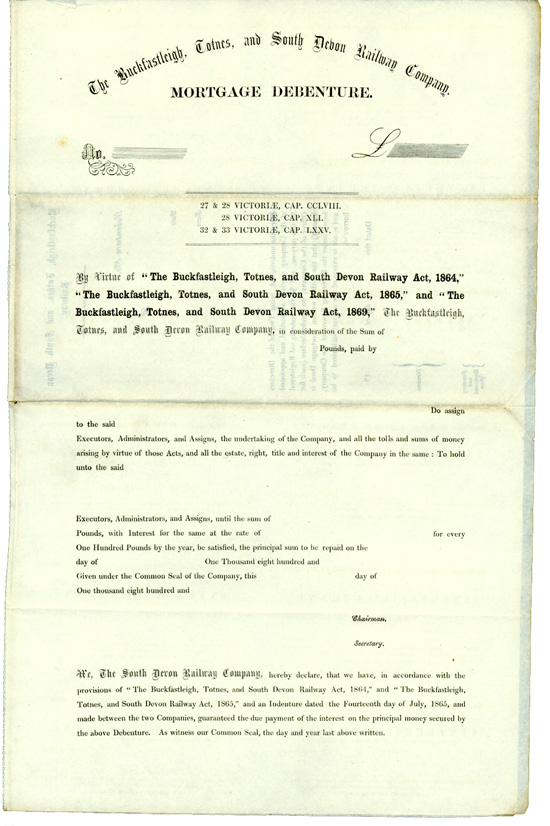 The Buckfastleigh, Totnes, and South Devon Railway Company.
MORTGAGE DEBENTURE.
No. £
27 & 28 VICTORIÆ, CAP. CCLVIII.
28 VICTORIÆ, CAP. XLI.
32 & 33 VICTORIÆ, CAP. LXXV.
By Virtue of "The Buckfastleigh, Totnes, and South Devon Railway Act, 1864,"
"The Buckfastleigh, Totnes, and South Devon Railway Act, 1865," and "The
Buckfastleigh, Totnes, and South Devon Railway Act, 1869," The Buckfastleigh,
Totnes, and South Devon Railway Company, in consideration of the Sum of
Pounds, paid by
Do assign
to the said
Executors, Administrators, and Assigns, the undertaking of the Company, and all the tolls and sums of money
arising by virtue of those Acts, and all the estate, right, title and interest of the Company in the same : To hold
unto the said
Executors, Administrators, and Assigns, until the sum of
Pounds, with Interest for the same at the rate of for every
One Hundred Pounds by the year, be satisfied, the principal sum to be repaid on the
day of One Thousand eight hundred and
Given under the Common Seal of the Company, this day of
One thousand eight hundred and
Chairman.
Secretary.
We, The South Devon Railway Company, hereby declare, that we have, in accordance with the
provisions of "The Buckfastleigh, Totnes, and South Devon Railway Act, 1864," and "The Buckfastleigh,
Totnes, and South Devon Railway Act, 1865," and an Indenture dated the Fourteenth day of July, 1865, and
made between the two Companies, guaranteed the due payment of the interest on the principal money secured by
the above Debenture. As witness our Common Seal, the day and year last above written.